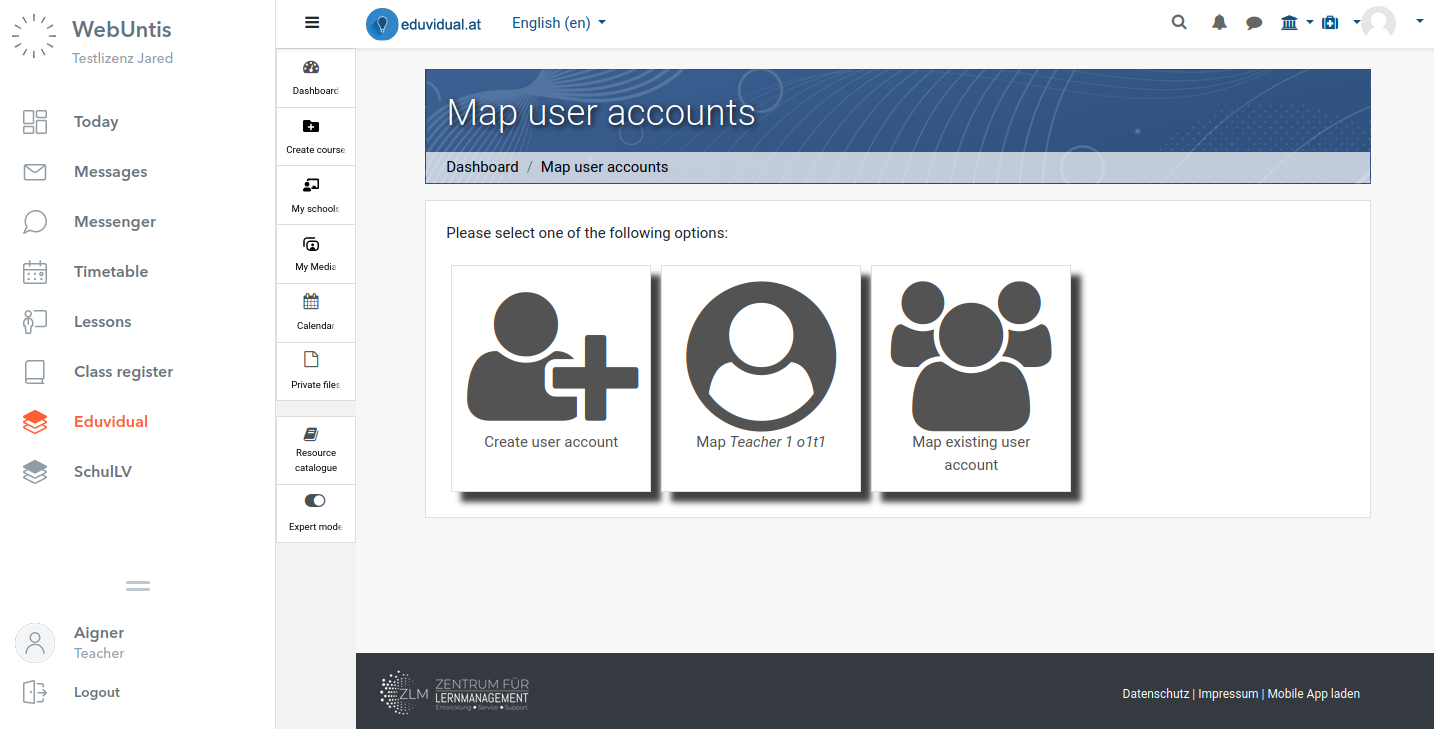 WebUntis
Testlizenz Jared
Today
Messages
Messenger
Timetable
Lessons
Class register
Eduvidual
SchulLV
Aigner
Teacher
Logout
eduvidual.at
English (en)
Dashboard
Create course
My schools
My Media
Calendar
Private files
Resource
catalogue
Expert mode
Map user accounts
Dashboard / Map user accounts
Please select one of the following options:
Create user account
Map Teacher 1 o1t1
Map existing user
account
ZLM
ZENTRUM FÜR
LERNMANAGEMENT
Entwicklung • Service • Support
Datenschutz | Impressum | Mobile App laden